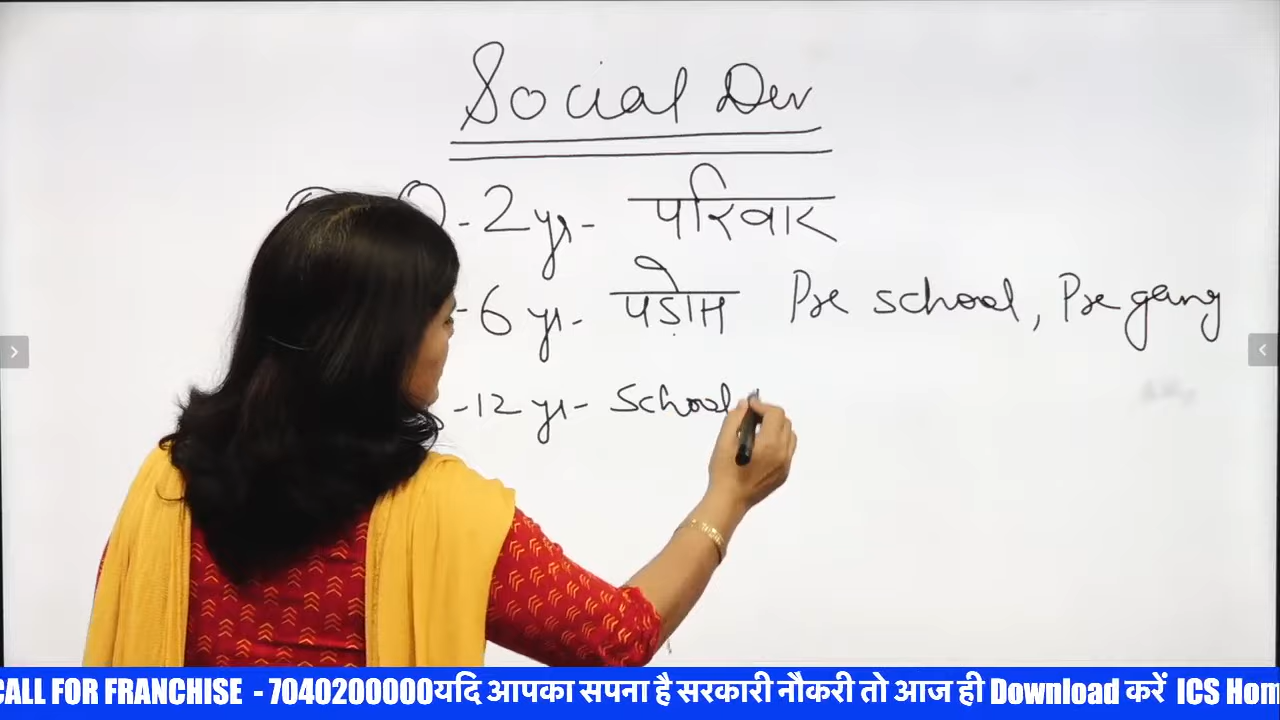 Social Dev
0-2 yr- परिवार
-6 yr- पड़ोस Pre school, Pre gang
-12 yr- School
CALL FOR FRANCHISE - 7040200000यदि आपका सपना है सरकारी नौकरी तो आज ही Download करें ICS Hom